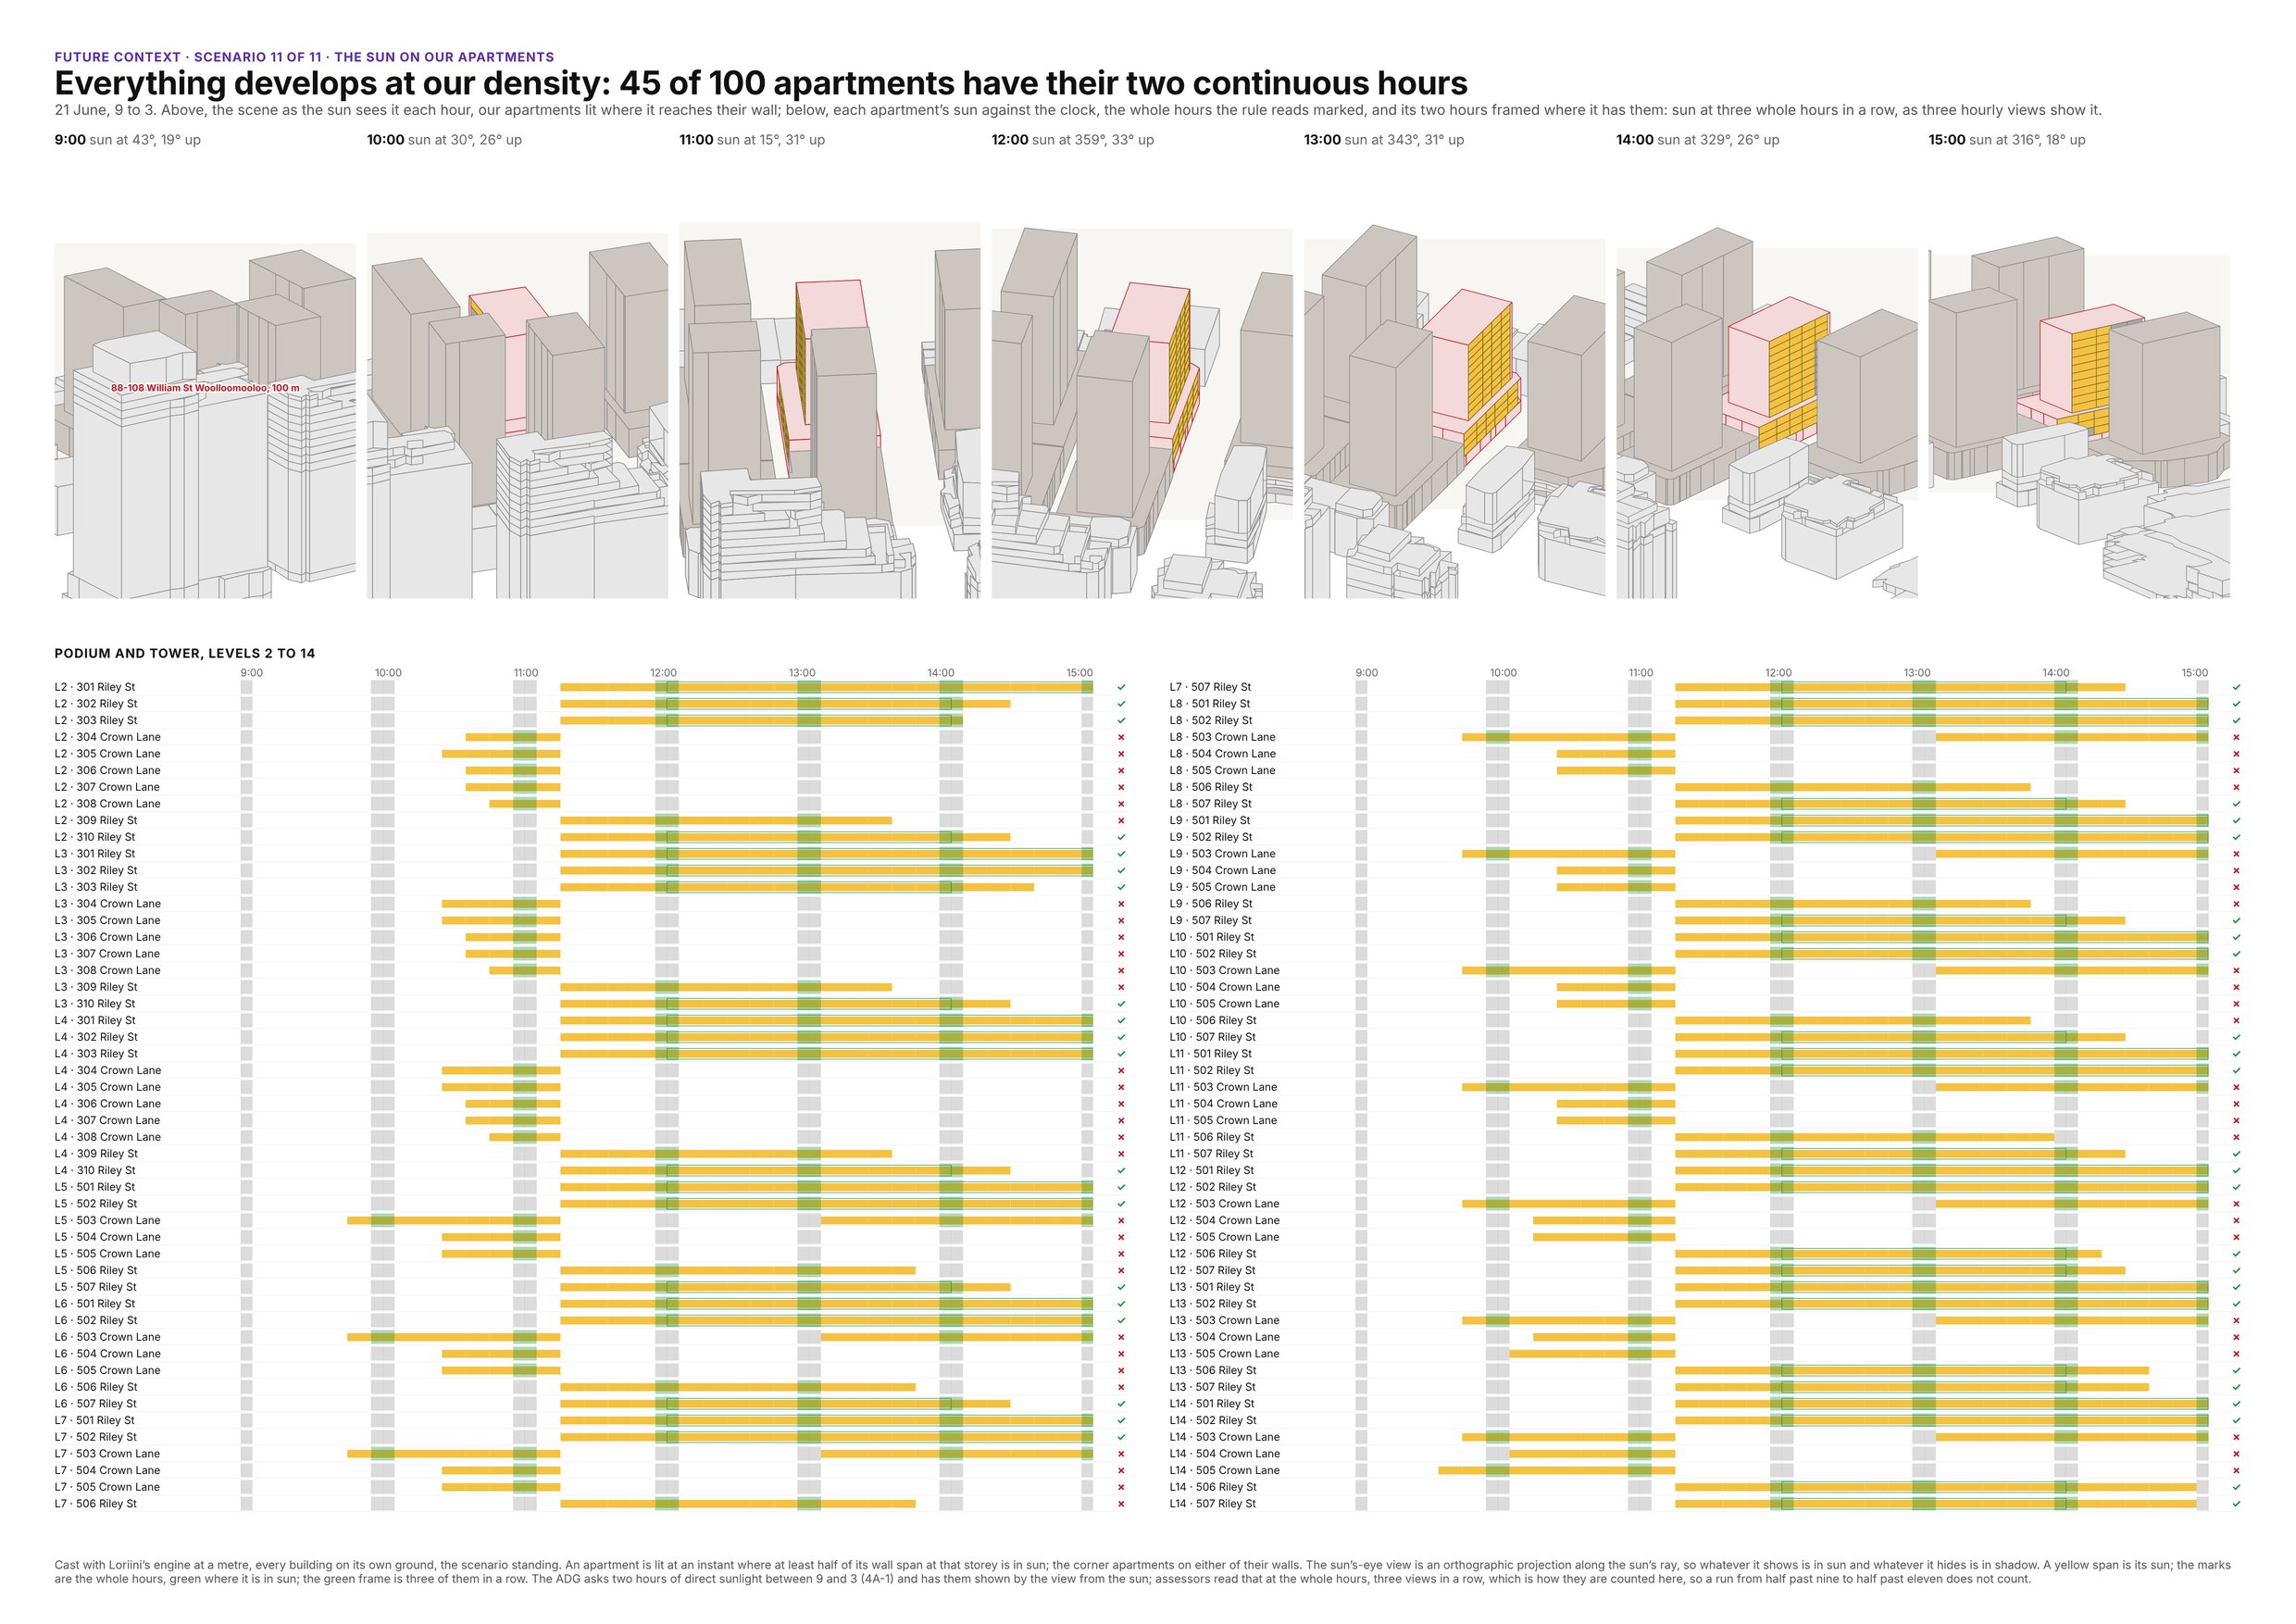 FUTURE CONTEXT · SCENARIO 11 OF 11 · THE SUN ON OUR APARTMENTS
Everything develops at our density: 45 of 100 apartments have their two continuous hours
21 June, 9 to 3. Above, the scene as the sun sees it each hour, our apartments lit where it reaches their wall; below, each apartment's sun against the clock, the whole hours the rule reads marked, and its two hours framed where it has them: sun at three whole hours in a row, as three hourly views show it.
9:00 sun at 43°, 19° up
10:00 sun at 30°, 26° up
11:00 sun at 15°, 31° up
12:00 sun at 359°, 33° up
13:00 sun at 343°, 31° up
14:00 sun at 329°, 26° up
15:00 sun at 316°, 18° up
88-108 William St Woolloomooloo, 100 m
PODIUM AND TOWER, LEVELS 2 TO 14
9:00 10:00 11:00 12:00 13:00 14:00 15:00
L2 · 301 Riley St
L2 · 302 Riley St
L2 · 303 Riley St
L2 · 304 Crown Lane
L2 · 305 Crown Lane
L2 · 306 Crown Lane
L2 · 307 Crown Lane
L2 · 308 Crown Lane
L2 · 309 Riley St
L2 · 310 Riley St
L3 · 301 Riley St
L3 · 302 Riley St
L3 · 303 Riley St
L3 · 304 Crown Lane
L3 · 305 Crown Lane
L3 · 306 Crown Lane
L3 · 307 Crown Lane
L3 · 308 Crown Lane
L3 · 309 Riley St
L3 · 310 Riley St
L4 · 301 Riley St
L4 · 302 Riley St
L4 · 303 Riley St
L4 · 304 Crown Lane
L4 · 305 Crown Lane
L4 · 306 Crown Lane
L4 · 307 Crown Lane
L4 · 308 Crown Lane
L4 · 309 Riley St
L4 · 310 Riley St
L5 · 501 Riley St
L5 · 502 Riley St
L5 · 503 Crown Lane
L5 · 504 Crown Lane
L5 · 505 Crown Lane
L5 · 506 Riley St
L5 · 507 Riley St
L6 · 501 Riley St
L6 · 502 Riley St
L6 · 503 Crown Lane
L6 · 504 Crown Lane
L6 · 505 Crown Lane
L6 · 506 Riley St
L6 · 507 Riley St
L7 · 501 Riley St
L7 · 502 Riley St
L7 · 503 Crown Lane
L7 · 504 Crown Lane
L7 · 505 Crown Lane
L7 · 506 Riley St
9:00 10:00 11:00 12:00 13:00 14:00 15:00
L7 · 507 Riley St
L8 · 501 Riley St
L8 · 502 Riley St
L8 · 503 Crown Lane
L8 · 504 Crown Lane
L8 · 505 Crown Lane
L8 · 506 Riley St
L8 · 507 Riley St
L9 · 501 Riley St
L9 · 502 Riley St
L9 · 503 Crown Lane
L9 · 504 Crown Lane
L9 · 505 Crown Lane
L9 · 506 Riley St
L9 · 507 Riley St
L10 · 501 Riley St
L10 · 502 Riley St
L10 · 503 Crown Lane
L10 · 504 Crown Lane
L10 · 505 Crown Lane
L10 · 506 Riley St
L10 · 507 Riley St
L11 · 501 Riley St
L11 · 502 Riley St
L11 · 503 Crown Lane
L11 · 504 Crown Lane
L11 · 505 Crown Lane
L11 · 506 Riley St
L11 · 507 Riley St
L12 · 501 Riley St
L12 · 502 Riley St
L12 · 503 Crown Lane
L12 · 504 Crown Lane
L12 · 505 Crown Lane
L12 · 506 Riley St
L12 · 507 Riley St
L13 · 501 Riley St
L13 · 502 Riley St
L13 · 503 Crown Lane
L13 · 504 Crown Lane
L13 · 505 Crown Lane
L13 · 506 Riley St
L13 · 507 Riley St
L14 · 501 Riley St
L14 · 502 Riley St
L14 · 503 Crown Lane
L14 · 504 Crown Lane
L14 · 505 Crown Lane
L14 · 506 Riley St
L14 · 507 Riley St
Cast with Loriini's engine at a metre, every building on its own ground, the scenario standing. An apartment is lit at an instant where at least half of its wall span at that storey is in sun; the corner apartments on either of their walls. The sun's-eye view is an orthographic projection along the sun's ray, so whatever it shows is in sun and whatever it hides is in shadow. A yellow span is its sun; the marks
are the whole hours, green where it is in sun; the green frame is three of them in a row. The ADG asks two hours of direct sunlight between 9 and 3 (4A-1) and has them shown by the view from the sun; assessors read that at the whole hours, three views in a row, which is how they are counted here, so a run from half past nine to half past eleven does not count.